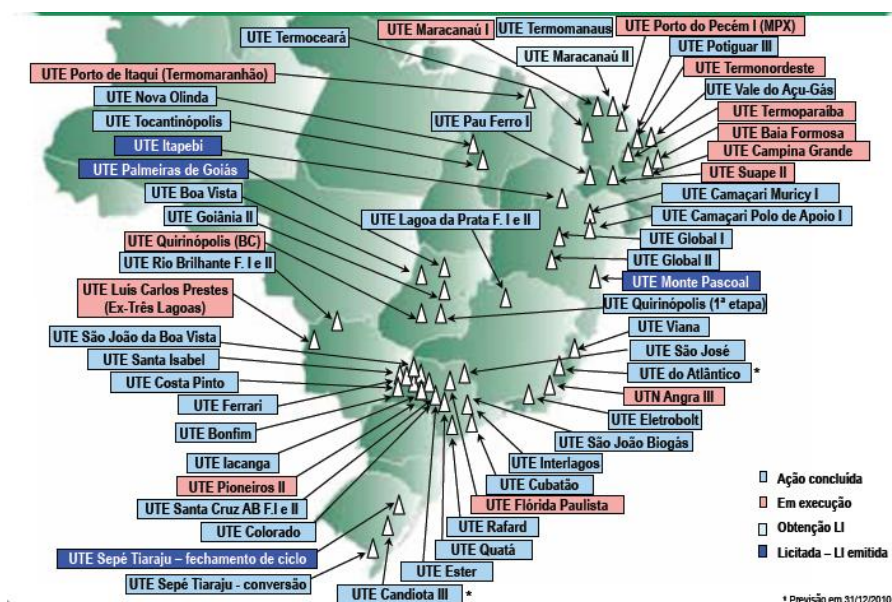 UTE Maracanaú I
UTE Termomanaus
UTE Porto do Pecém I (MPX)
UTE Termoceará
UTE Potiguar III
UTE Maracanaú II
UTE Termonordeste
UTE Porto de Itaqui (Termomaranhão)
UTE Vale do Açu-Gás
UTE Nova Olinda
UTE Termoparaíba
UTE Tocantinópolis
UTE Pau Ferro I
UTE Baia Formosa
UTE Itapebi
UTE Campina Grande
UTE Palmeiras de Goiás
UTE Suape II
UTE Boa Vista
UTE Camaçari Muricy I
UTE Goiânia II
UTE Lagoa da Prata F. I e II
UTE Camaçari Polo de Apoio I
UTE Quirinópolis (BC)
UTE Global I
UTE Rio Brilhante F. I e II
UTE Global II
UTE Luís Carlos Prestes
(Ex-Três Lagoas)
UTE Monte Pascoal
UTE Quirinópolis (1ª etapa)
UTE São João da Boa Vista
UTE Viana
UTE Santa Isabel
UTE São José
UTE Costa Pinto
UTE do Atlântico *
UTE Ferrari
UTN Angra III
UTE Bonfim
UTE Eletrobolt
UTE São João Biogás
UTE Iacanga
UTE Interlagos
UTE Pioneiros II
UTE Cubatão
UTE Santa Cruz AB F.I e II
UTE Flórida Paulista
UTE Colorado
UTE Rafard
UTE Sepé Tiaraju – fechamento de ciclo
UTE Quatá
UTE Ester
UTE Sepé Tiaraju - conversão
UTE Candiota III *
Ação concluída
Em execução
Obtenção LI
Licitada – LI emitida
* Previsão em 31/12/2010